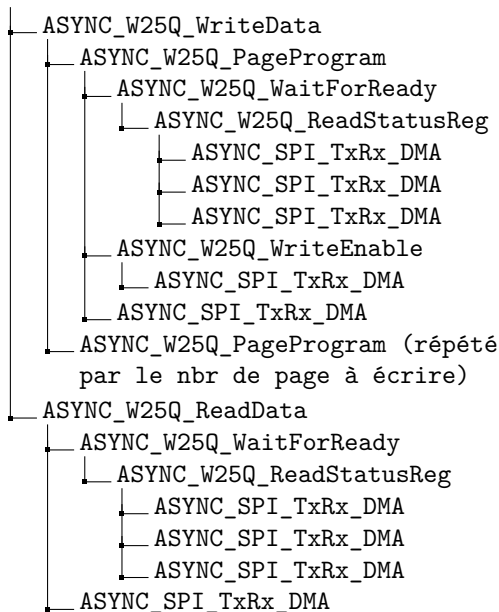 ASYNC_W25Q_WriteData
ASYNC_W25Q_PageProgram
ASYNC_W25Q_WaitForReady
ASYNC_W25Q_ReadStatusReg
ASYNC_SPI_TxRx_DMA
ASYNC_SPI_TxRx_DMA
ASYNC_SPI_TxRx_DMA
ASYNC_W25Q_WriteEnable
ASYNC_SPI_TxRx_DMA
ASYNC_SPI_TxRx_DMA
ASYNC_W25Q_PageProgram (répété
par le nbr de page à écrire)
ASYNC_W25Q_ReadData
ASYNC_W25Q_WaitForReady
ASYNC_W25Q_ReadStatusReg
ASYNC_SPI_TxRx_DMA
ASYNC_SPI_TxRx_DMA
ASYNC_SPI_TxRx_DMA
ASYNC_SPI_TxRx_DMA